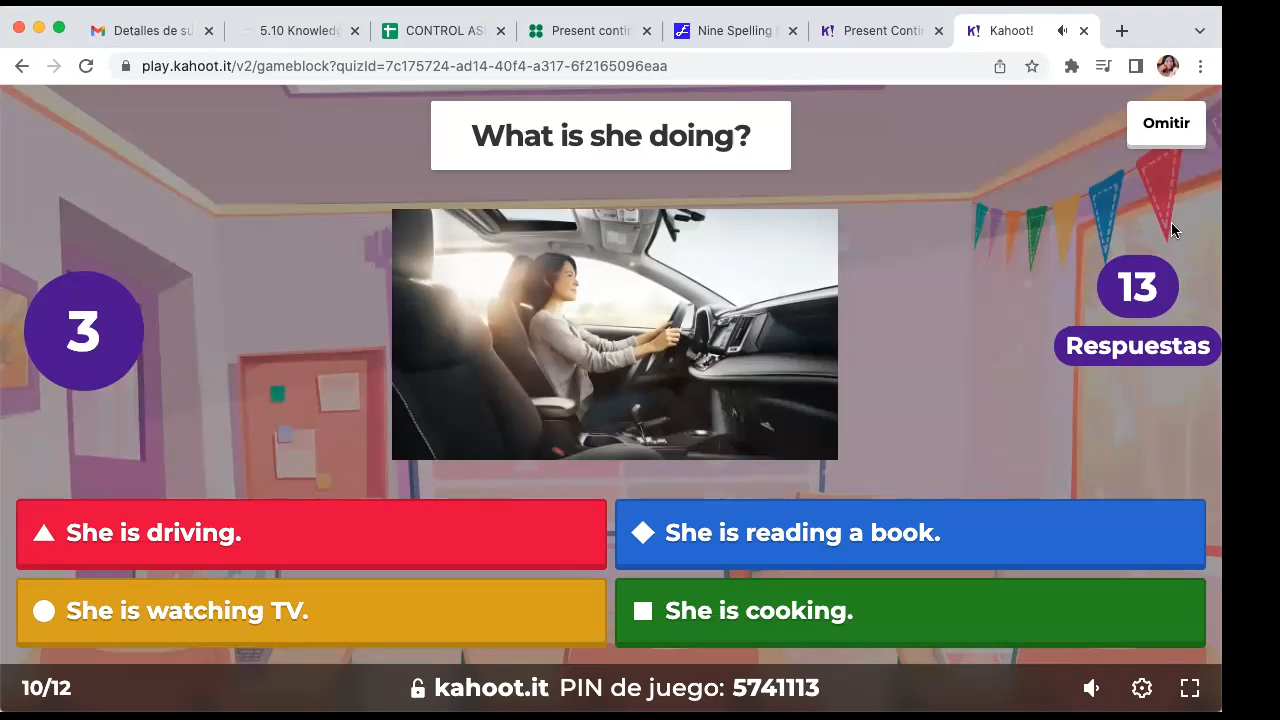 Detalles de su
5.10 Knowledg
CONTROL AS
Present contin
Nine Spelling
Present Contin
Kahoot!
play.kahoot.it/v2/gameblock?quizId=7c175724-ad14-40f4-a317-6f2165096eaa
What is she doing?
Omitir
3
13
Respuestas
She is driving.
She is reading a book.
She is watching TV.
She is cooking.
10/12
kahoot.it PIN de juego: 5741113